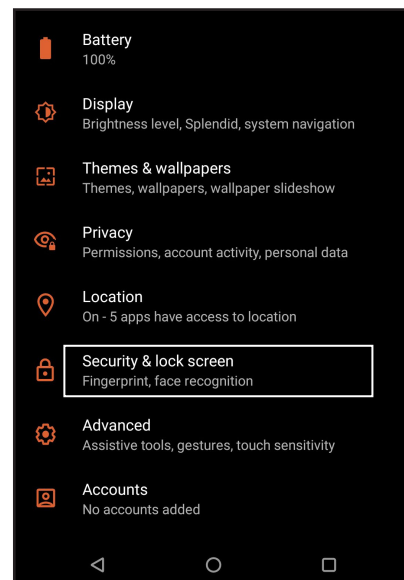 Battery
100%
Display
Brightness level, Splendid, system navigation
Themes & wallpapers
Themes, wallpapers, wallpaper slideshow
Privacy
Permissions, account activity, personal data
Location
On - 5 apps have access to location
Security & lock screen
Fingerprint, face recognition
Advanced
Assistive tools, gestures, touch sensitivity
Accounts
No accounts added